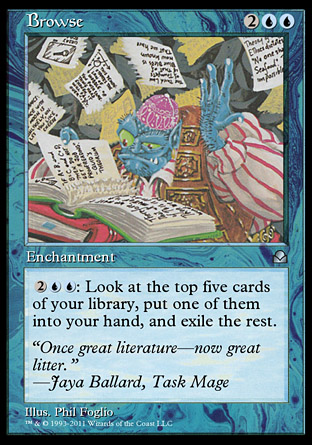 Browse 2
Enchantment
2 : Look at the top five cards
of your library, put one of them
into your hand, and exile the rest.
“Once great literature—now great
litter.”
—Jaya Ballard, Task Mage
Illus. Phil Foglio
™ & © 1993-2011 Wizards of the Coast LLC